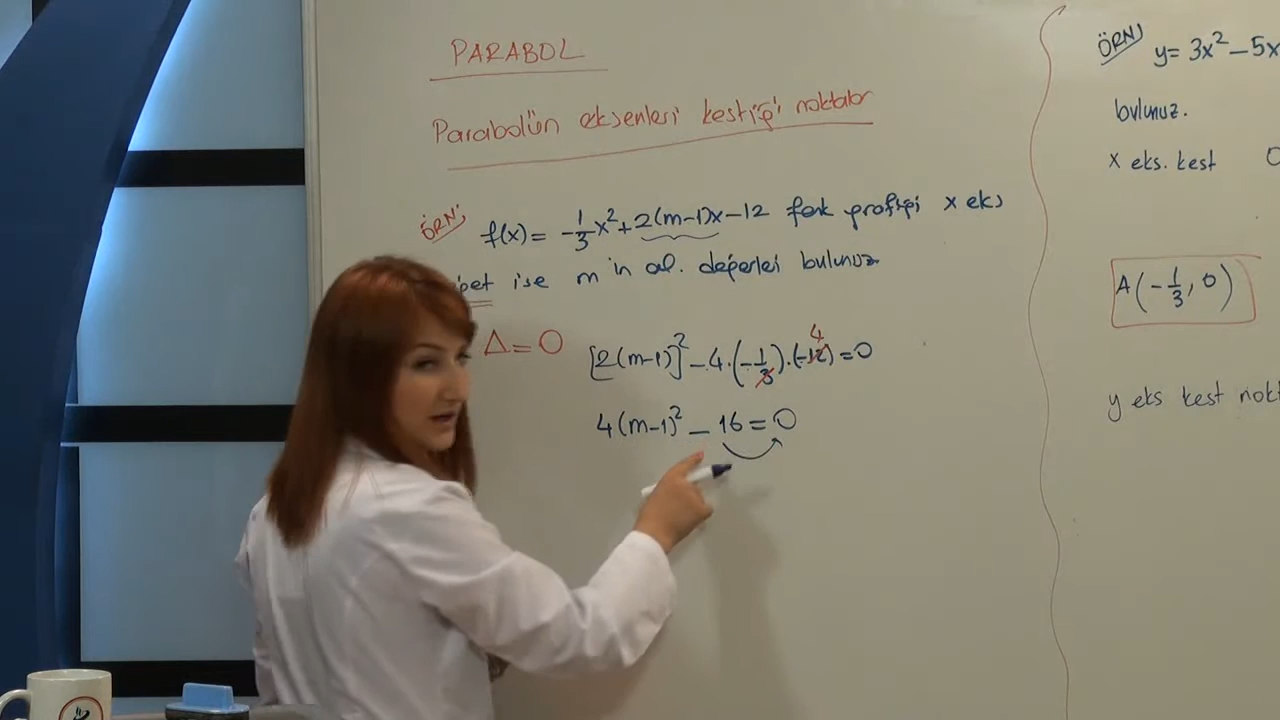 PARABOL
Parabolün eksenleri kestiği noktalar
ÖRN/ f(x) = -1/3x²+2(m-1)x-12 fonk grafiği x eks
ise m'in al. değerleri bulunuz
Δ=0 [2(m-1)]²-4.(-1/3).(-12)=0
4
4(m-1)²-16=0
ÖRN/ y= 3x²-5x
bulunuz.
x eks. kest
A(-1/3, 0)
y eks kest nokt